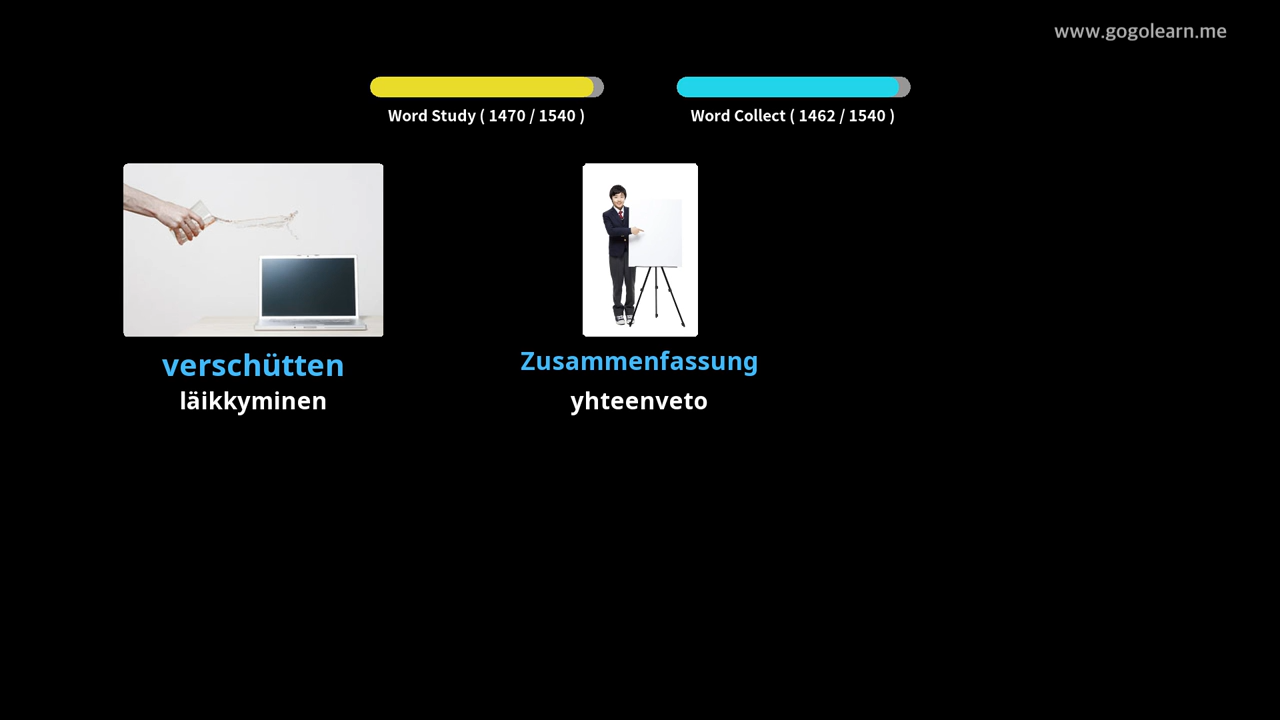 www.gogolearn.me
Word Study ( 1470 / 1540 )
Word Collect ( 1462 / 1540 )
verschütten
läikkyminen
Zusammenfassung
yhteenveto